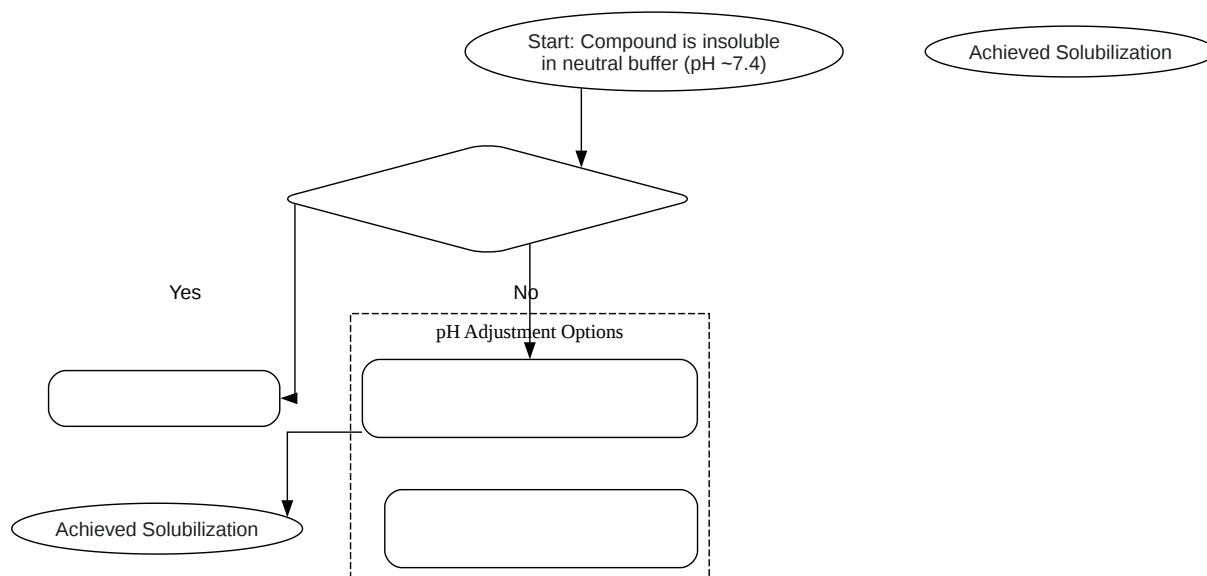 Start: Compound is insoluble
in neutral buffer (pH ~7.4)
Achieved Solubilization
Yes
No
pH Adjustment Options
Achieved Solubilization